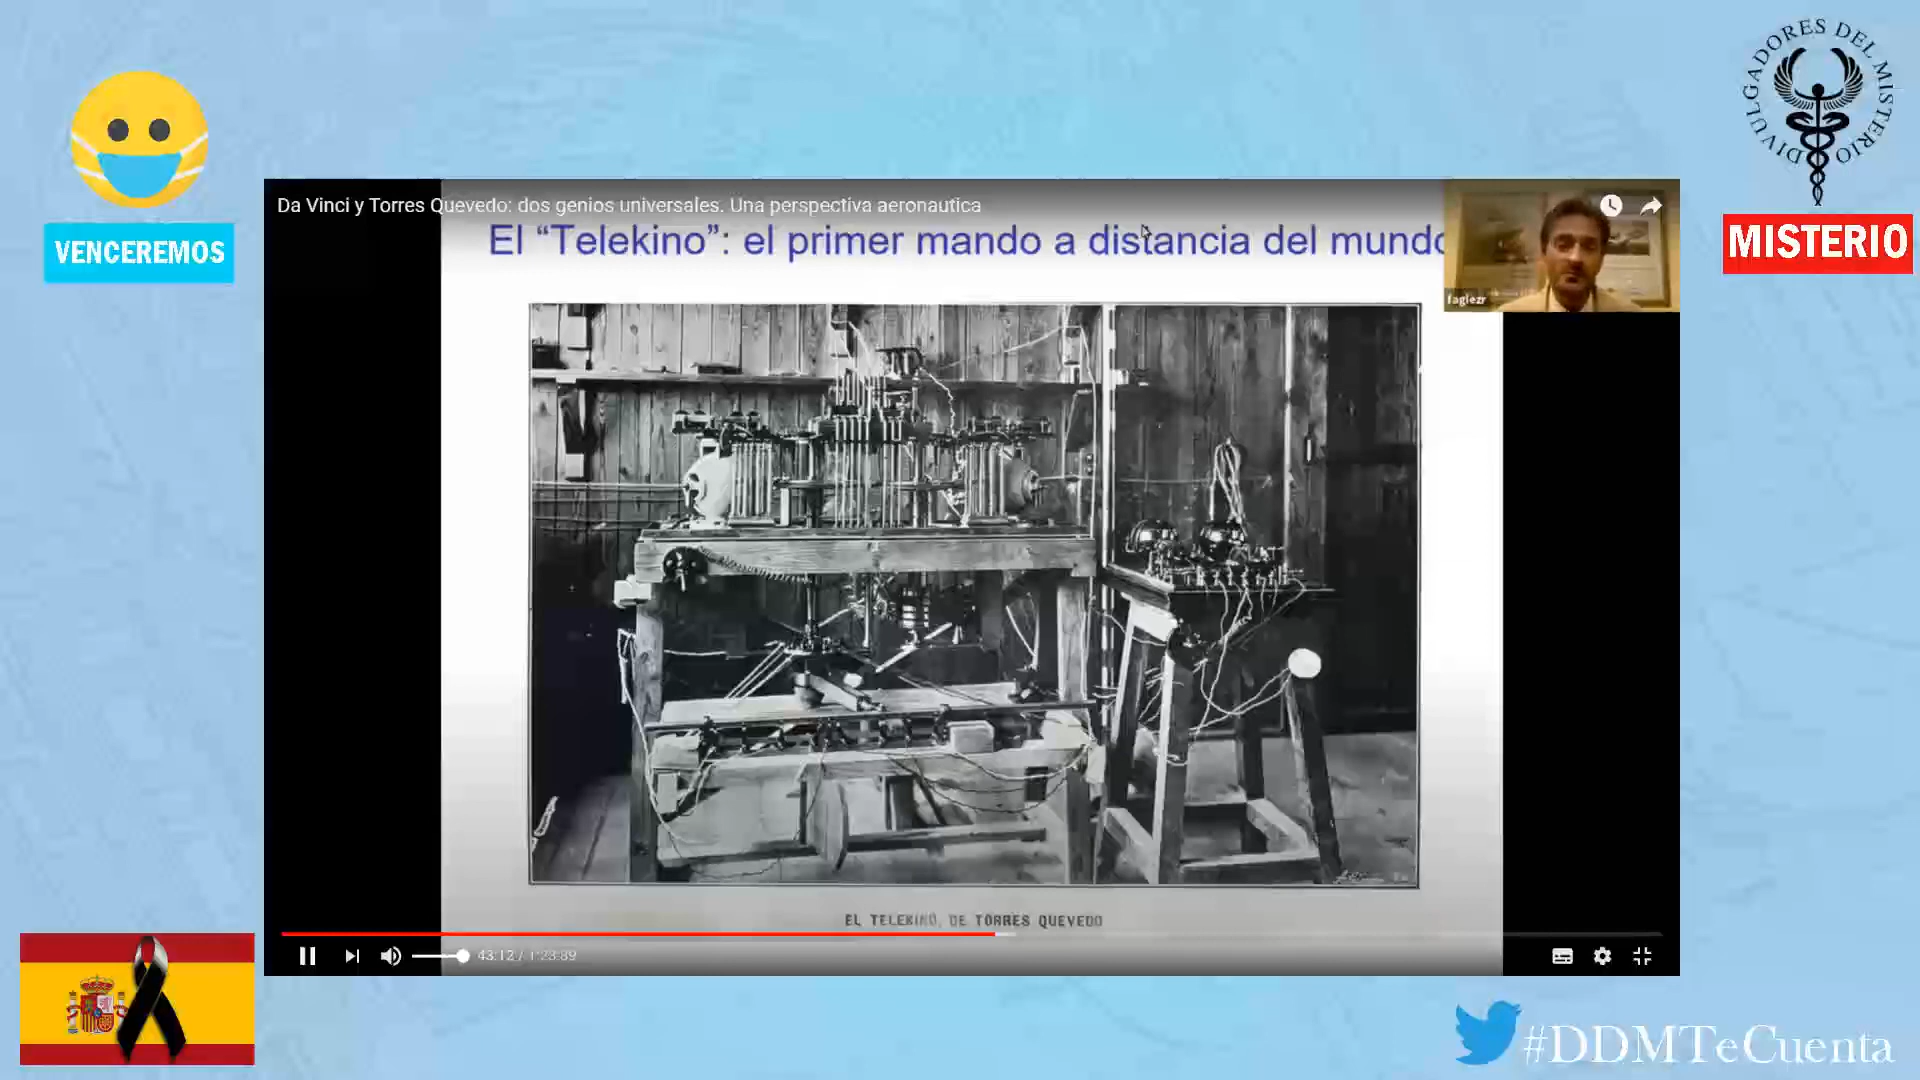 DIVULGADORES DEL MISTERIO
VENCEREMOS
MISTERIO
Da Vinci y Torres Quevedo: dos genios universales. Una perspectiva aeronautica
El “Telekino”: el primer mando a distancia del mundo
faglezr
EL TELEKINO, DE TORRES QUEVEDO
43:12 / 1:23:39
#DDMTeCuenta